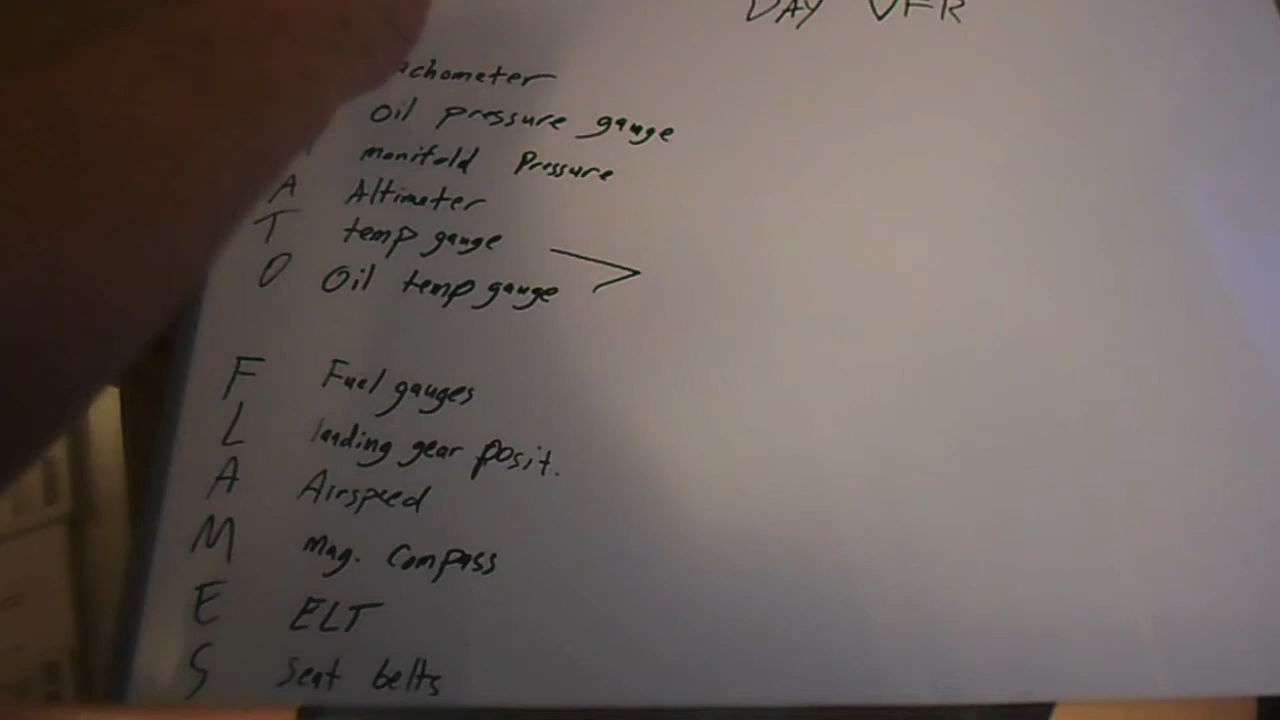 DAY VFR
achometer
Oil pressure gauge
manifold Pressure
A Altimeter
T temp gauge
O Oil temp gauge
F Fuel gauges
L landing gear posit.
A Airspeed
M Mag. Compass
E ELT
S Seat belts